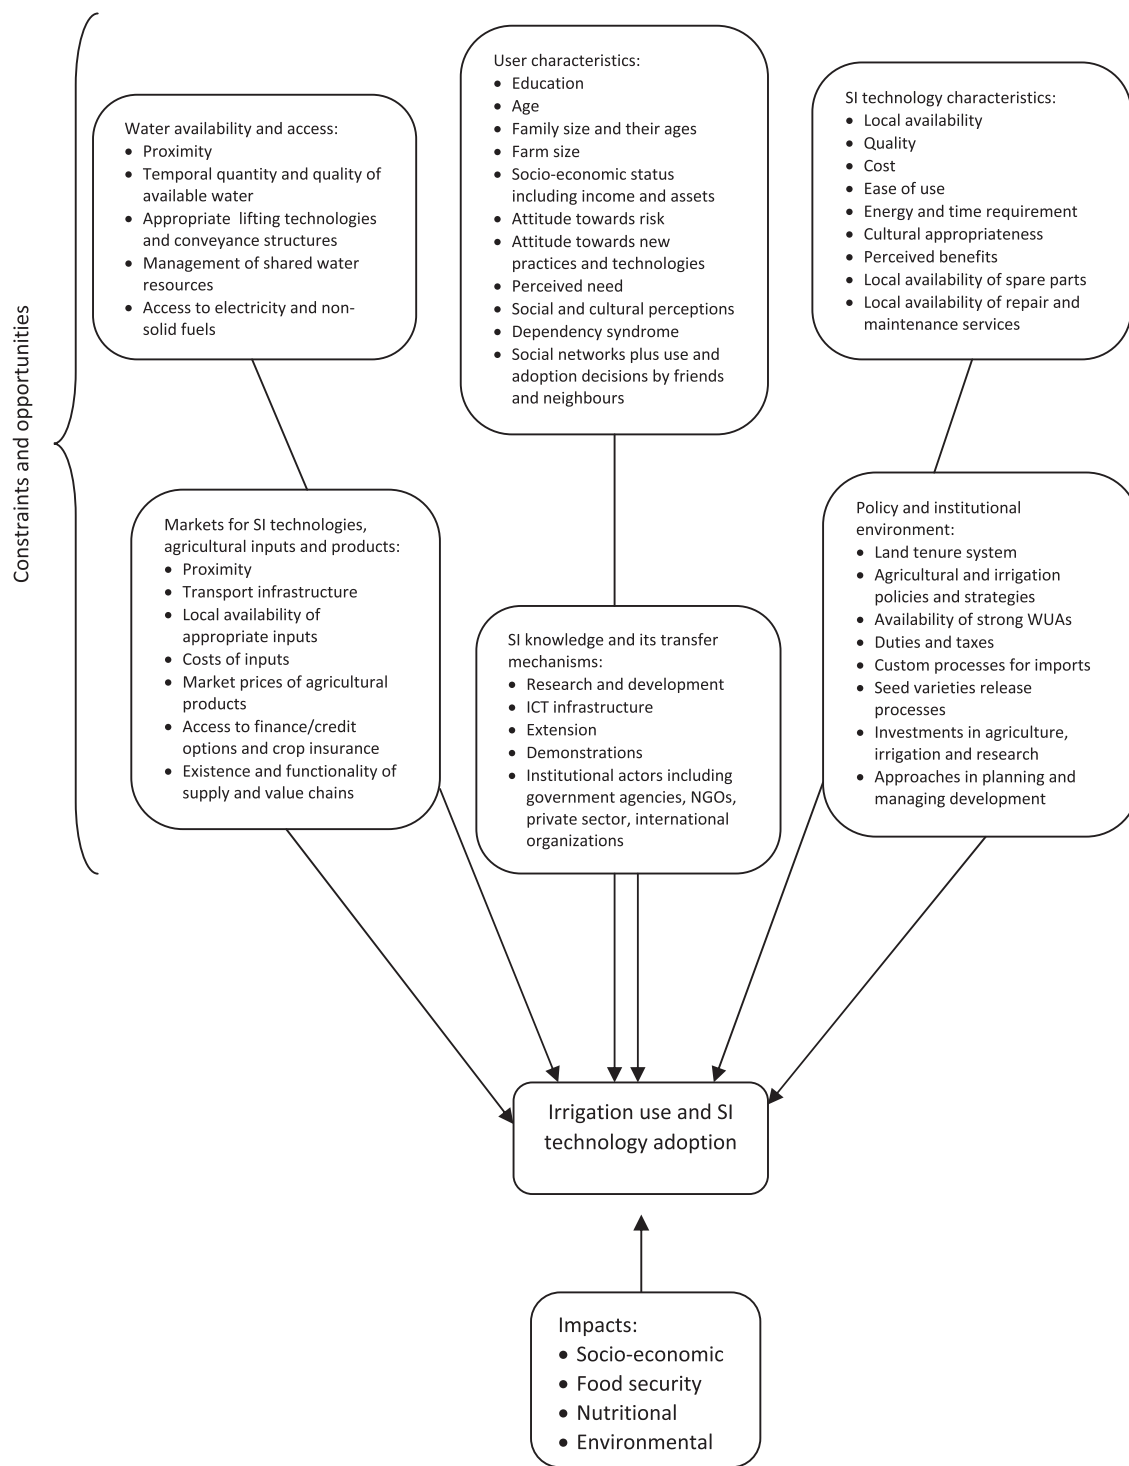 Constraints and opportunities
Water availability and access:
• Proximity
• Temporal quantity and quality of
available water
• Appropriate lifting technologies
and conveyance structures
• Management of shared water
resources
• Access to electricity and non-
solid fuels
User characteristics:
• Education
• Age
• Family size and their ages
• Farm size
• Socio-economic status
including income and assets
• Attitude towards risk
• Attitude towards new
practices and technologies
• Perceived need
• Social and cultural perceptions
• Dependency syndrome
• Social networks plus use and
adoption decisions by friends
and neighbours
SI technology characteristics:
• Local availability
• Quality
• Cost
• Ease of use
• Energy and time requirement
• Cultural appropriateness
• Perceived benefits
• Local availability of spare parts
• Local availability of repair and
maintenance services
Markets for SI technologies,
agricultural inputs and products:
• Proximity
• Transport infrastructure
• Local availability of
appropriate inputs
• Costs of inputs
• Market prices of agricultural
products
• Access to finance/credit
options and crop insurance
• Existence and functionality of
supply and value chains
SI knowledge and its transfer
mechanisms:
• Research and development
• ICT infrastructure
• Extension
• Demonstrations
• Institutional actors including
government agencies, NGOs,
private sector, international
organizations
Policy and institutional
environment:
• Land tenure system
• Agricultural and irrigation
policies and strategies
• Availability of strong WUAs
• Duties and taxes
• Custom processes for imports
• Seed varieties release
processes
• Investments in agriculture,
irrigation and research
• Approaches in planning and
managing development
Irrigation use and SI
technology adoption
Impacts:
• Socio-economic
• Food security
• Nutritional
• Environmental